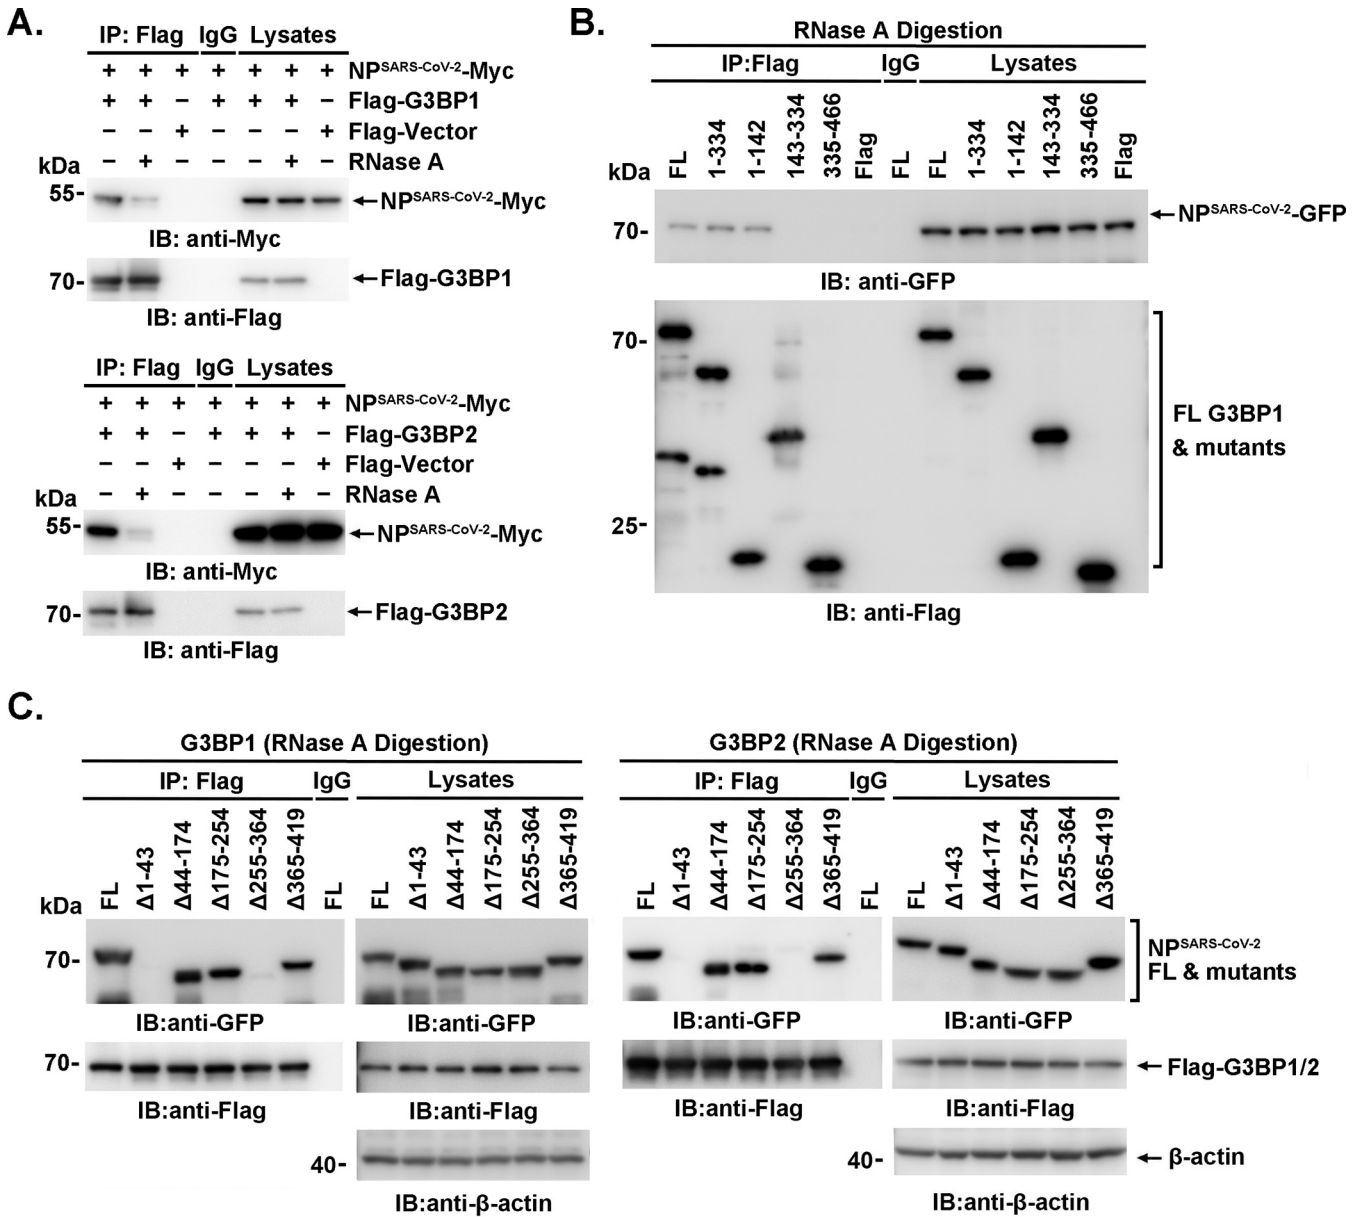 A.
IP: Flag IgG Lysates
+ + + + + + + NP^SARS-CoV-2-Myc
+ + − + + + − Flag-G3BP1
− − + − − − + Flag-Vector
− + − − − + − RNase A
kDa
55- NP^SARS-CoV-2-Myc
IB: anti-Myc
70- Flag-G3BP1
IB: anti-Flag
IP: Flag IgG Lysates
+ + + + + + + NP^SARS-CoV-2-Myc
+ + − + + + − Flag-G3BP2
− − + − − − + Flag-Vector
− + − − − + − RNase A
kDa
55- NP^SARS-CoV-2-Myc
IB: anti-Myc
70- Flag-G3BP2
IB: anti-Flag
B.
RNase A Digestion
IP:Flag IgG Lysates
kDa FL 1-334 1-142 143-334 335-466 Flag FL FL 1-334 1-142 143-334 335-466 Flag
70- NP^SARS-CoV-2-GFP
IB: anti-GFP
70-
FL G3BP1
& mutants
25-
IB: anti-Flag
C.
G3BP1 (RNase A Digestion)
IP: Flag IgG Lysates
kDa FL Δ1-43 Δ44-174 Δ175-254 Δ255-364 Δ365-419 FL FL Δ1-43 Δ44-174 Δ175-254 Δ255-364 Δ365-419
70-
IB:anti-GFP IB:anti-GFP
70-
IB:anti-Flag IB:anti-Flag
40-
IB:anti-β-actin
G3BP2 (RNase A Digestion)
IP: Flag IgG Lysates
FL Δ1-43 Δ44-174 Δ175-254 Δ255-364 Δ365-419 FL FL Δ1-43 Δ44-174 Δ175-254 Δ255-364 Δ365-419
NP^SARS-CoV-2
FL & mutants
IB:anti-GFP IB:anti-GFP
Flag-G3BP1/2
IB:anti-Flag IB:anti-Flag
40- β-actin
IB:anti-β-actin